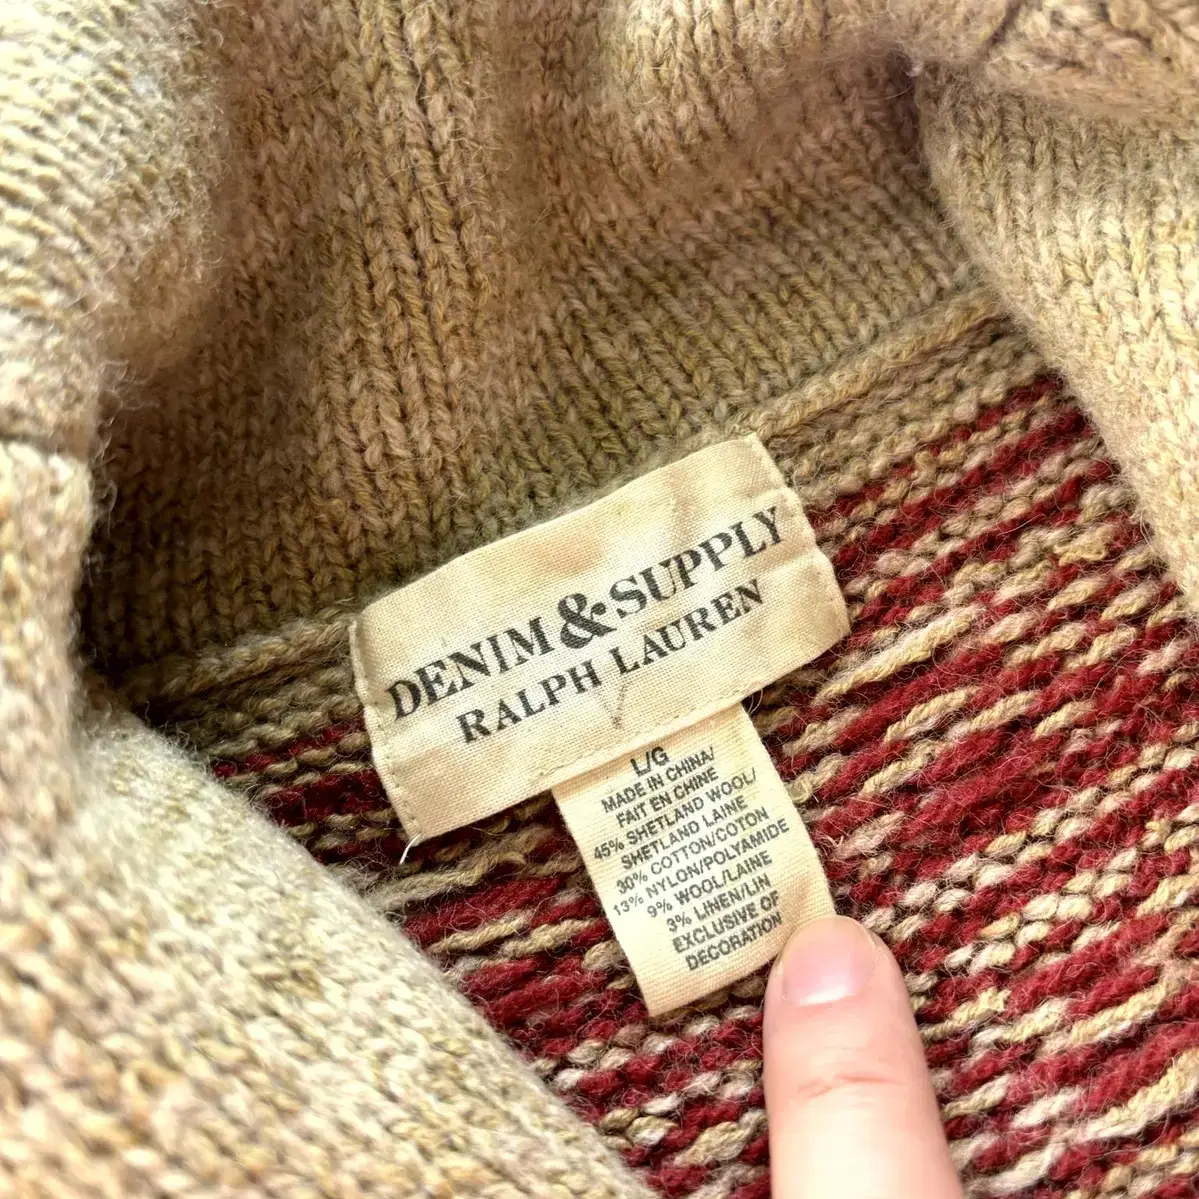 DENIM & SUPPLY
RALPH LAUREN
L/G
MADE IN CHINA/
FAIT EN CHINE
45% SHETLAND WOOL/
SHETLAND LAINE
30% COTTON/COTON
13% NYLON/POLYAMIDE
9% WOOL/LAINE
3% LINEN/LIN
EXCLUSIVE OF
DECORATION